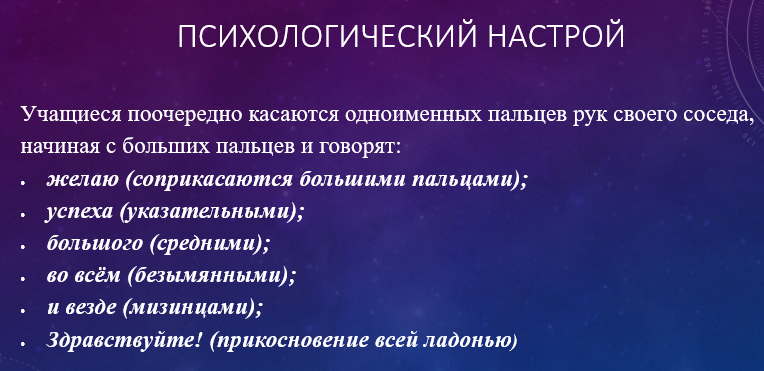 ПСИХОЛОГИЧЕСКИЙ НАСТРОЙ
Учащиеся поочередно касаются одноименных пальцев рук своего соседа,
начиная с больших пальцев и говорят:
• желаю (соприкасаются большими пальцами);
• успеха (указательными);
• большого (средними);
• во всём (безымянными);
• и везде (мизинцами);
• Здравствуйте! (прикосновение всей ладонью)